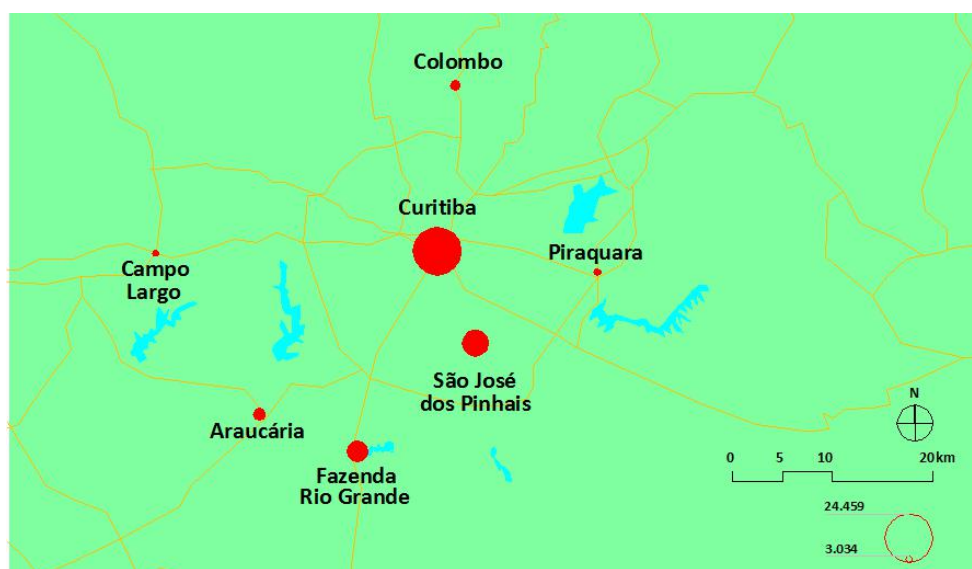 Colombo
Curitiba
Piraquara
Campo
Largo
São José
dos Pinhais
Araucária
Fazenda
Rio Grande
N
0 5 10 20km
24.459
3.034